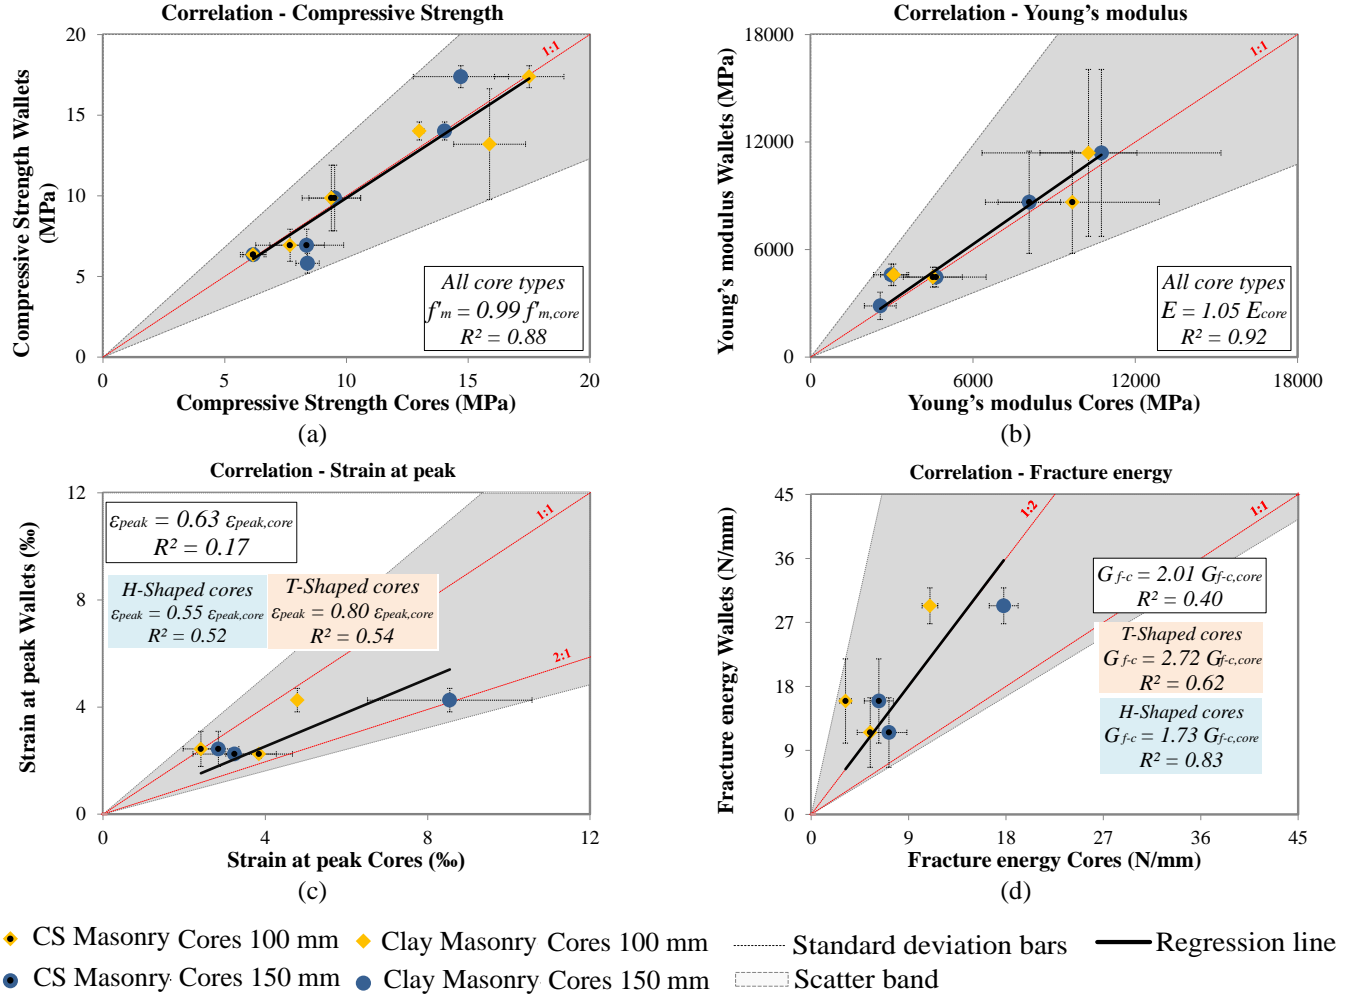 Correlation - Compressive Strength
Compressive Strength Wallets
(MPa)
20
15
10
5
0
1:1
All core types
f'm = 0.99 f'm,core
R² = 0.88
0 5 10 15 20
Compressive Strength Cores (MPa)
(a)
Correlation - Young's modulus
Young's modulus Wallets (MPa)
18000
12000
6000
0
1:1
All core types
E = 1.05 Ecore
R² = 0.92
0 6000 12000 18000
Young's modulus Cores (MPa)
(b)
Correlation - Strain at peak
Strain at peak Wallets (‰)
12
8
4
0
εpeak = 0.63 εpeak,core
R² = 0.17
H-Shaped cores
εpeak = 0.55 εpeak,core
R² = 0.52
T-Shaped cores
εpeak = 0.80 εpeak,core
R² = 0.54
1:1
2:1
0 4 8 12
Strain at peak Cores (‰)
(c)
Correlation - Fracture energy
Fracture energy Wallets (N/mm)
45
36
27
18
9
0
1:2
1:1
G f-c = 2.01 G f-c,core
R² = 0.40
T-Shaped cores
G f-c = 2.72 G f-c,core
R² = 0.62
H-Shaped cores
G f-c = 1.73 G f-c,core
R² = 0.83
0 9 18 27 36 45
Fracture energy Cores (N/mm)
(d)
CS Masonry Cores 100 mm
Clay Masonry Cores 100 mm
Standard deviation bars
Regression line
CS Masonry Cores 150 mm
Clay Masonry Cores 150 mm
Scatter band